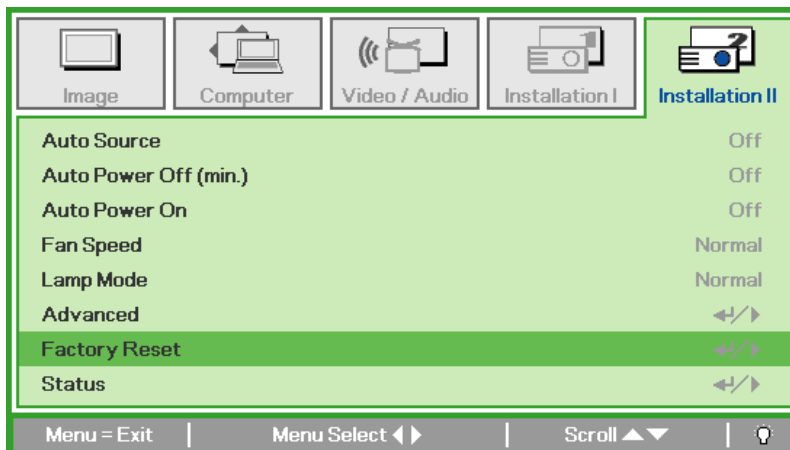 Image Computer Video / Audio Installation I Installation II
Auto Source Off
Auto Power Off (min.) Off
Auto Power On Off
Fan Speed Normal
Lamp Mode Normal
Advanced
Factory Reset
Status
Menu = Exit | Menu Select | Scroll |